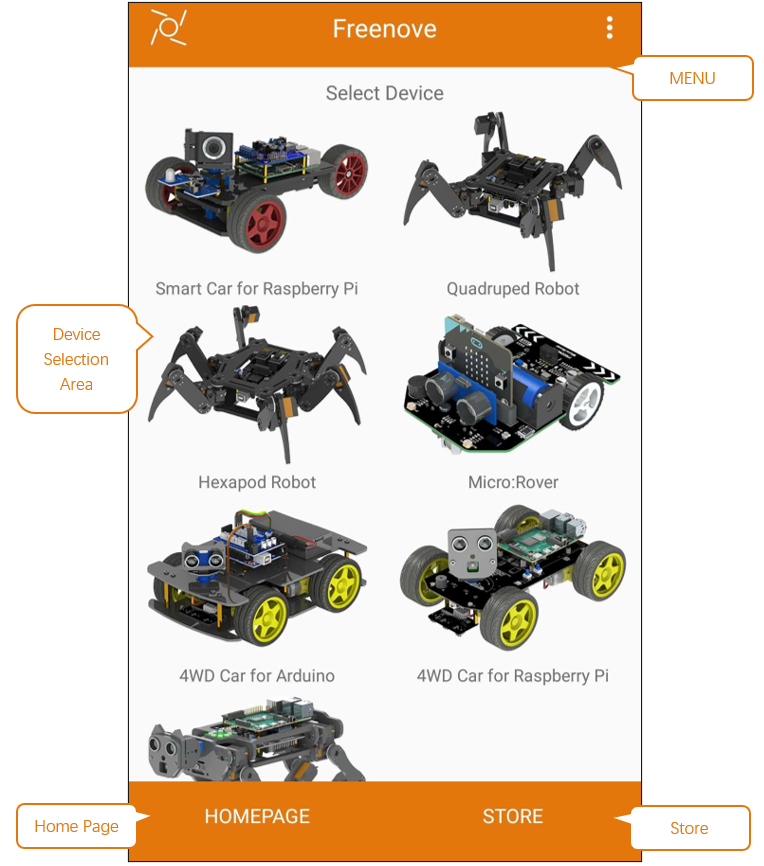 Freenove
MENU
Select Device
Smart Car for Raspberry Pi
Quadruped Robot
Device
Selection
Area
Hexapod Robot
Micro:Rover
4WD Car for Arduino
4WD Car for Raspberry Pi
Home Page
HOMEPAGE
STORE
Store